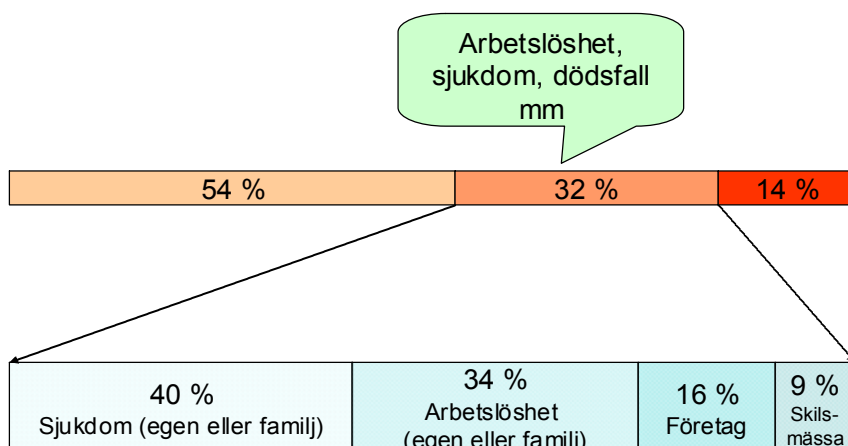 Arbetslöshet,
sjukdom, dödsfall
mm
54 %
32 %
14 %
40 %
Sjukdom (egen eller familj)
34 %
Arbetslöshet
(egen eller familj)
16 %
Företag
9 %
Skils-
mässa